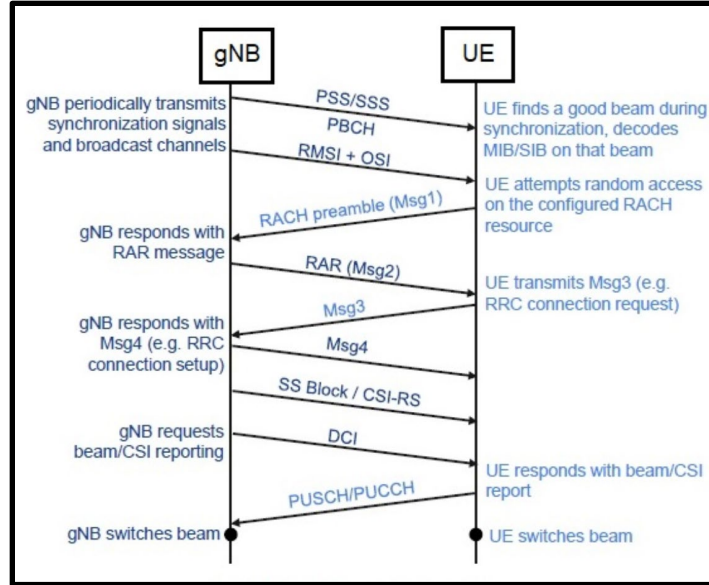 gNB
UE
PSS/SSS
gNB periodically transmits
synchronization signals
and broadcast channels
PBCH
UE finds a good beam during
synchronization, decodes
MIB/SIB on that beam
RMSI + OSI
UE attempts random access
on the configured RACH
resource
RACH preamble (Msg1)
gNB responds with
RAR message
RAR (Msg2)
UE transmits Msg3 (e.g.
RRC connection request)
Msg3
gNB responds with
Msg4 (e.g. RRC
connection setup)
Msg4
SS Block / CSI-RS
gNB requests
beam/CSI reporting
DCI
UE responds with beam/CSI
report
PUSCH/PUCCH
gNB switches beam
UE switches beam